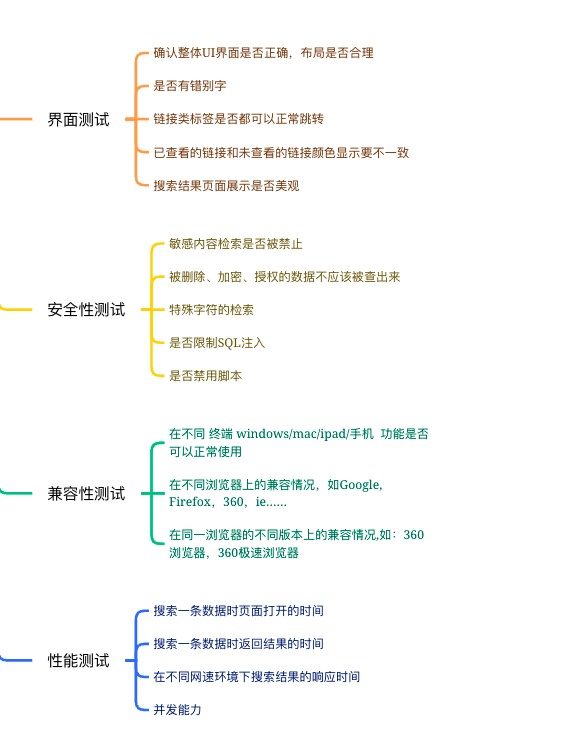 确认整体UI界面是否正确，布局是否合理
是否有错别字
界面测试
链接类标签是否都可以正常跳转
已查看的链接和未查看的链接颜色显示要不一致
搜索结果页面展示是否美观
敏感内容检索是否被禁止
被删除、加密、授权的数据不应该被查出来
安全性测试
特殊字符的检索
是否限制SQL注入
是否禁用脚本
在不同 终端 windows/mac/ipad/手机  功能是否
可以正常使用
兼容性测试
在不同浏览器上的兼容情况，如Google,
Firefox，360，ie......
在同一浏览器的不同版本上的兼容情况,如：360
浏览器，360极速浏览器
搜索一条数据时页面打开的时间
搜索一条数据时返回结果的时间
性能测试
在不同网速环境下搜索结果的响应时间
并发能力